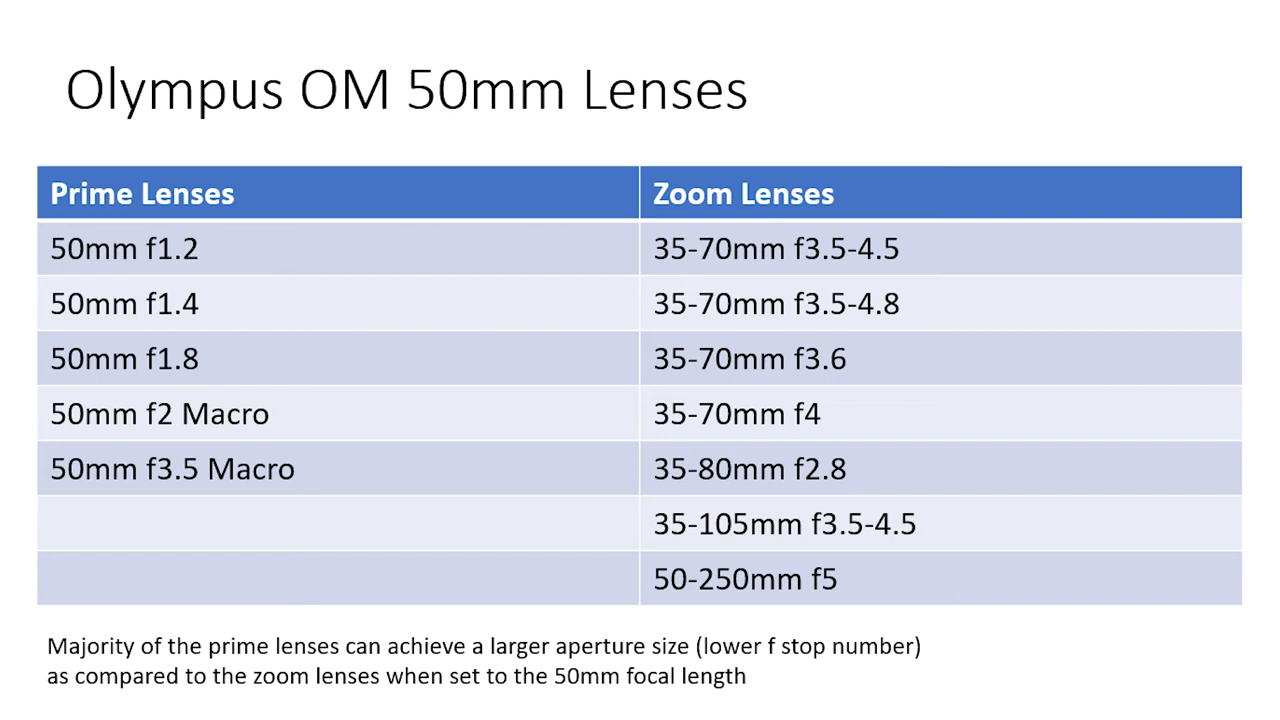 Olympus OM 50mm Lenses
Prime Lenses Zoom Lenses
50mm f1.2 35-70mm f3.5-4.5
50mm f1.4 35-70mm f3.5-4.8
50mm f1.8 35-70mm f3.6
50mm f2 Macro 35-70mm f4
50mm f3.5 Macro 35-80mm f2.8
35-105mm f3.5-4.5
50-250mm f5
Majority of the prime lenses can achieve a larger aperture size (lower f stop number)
as compared to the zoom lenses when set to the 50mm focal length